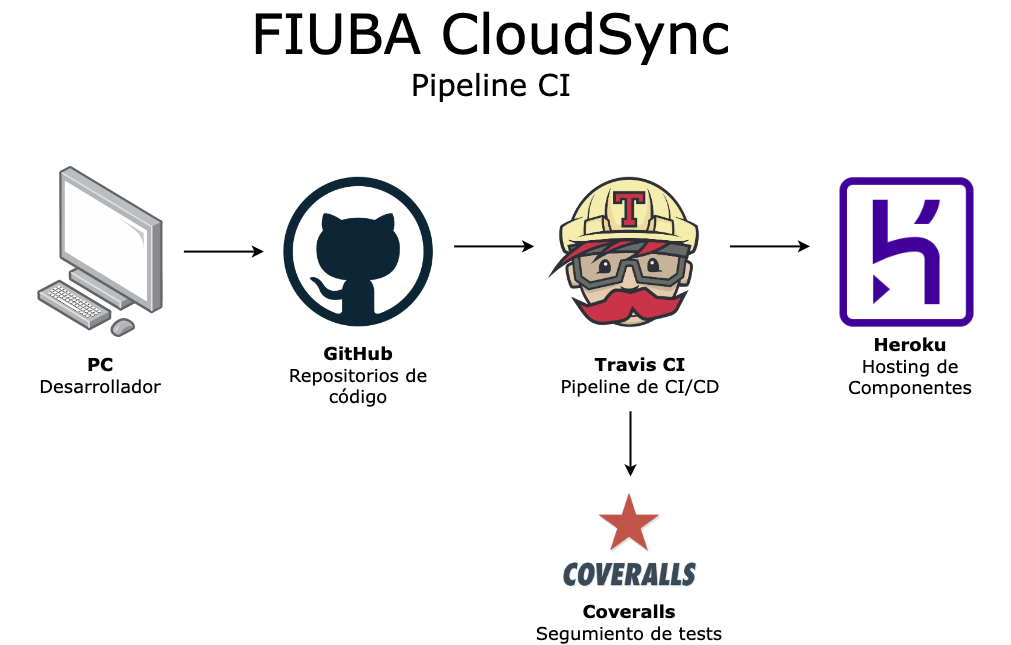 FIUBA CloudSync
Pipeline CI
T
PC
Desarrollador
GitHub
Repositorios de
código
Travis CI
Pipeline de CI/CD
Heroku
Hosting de
Componentes
COVERALLS
Coveralls
Segumiento de tests